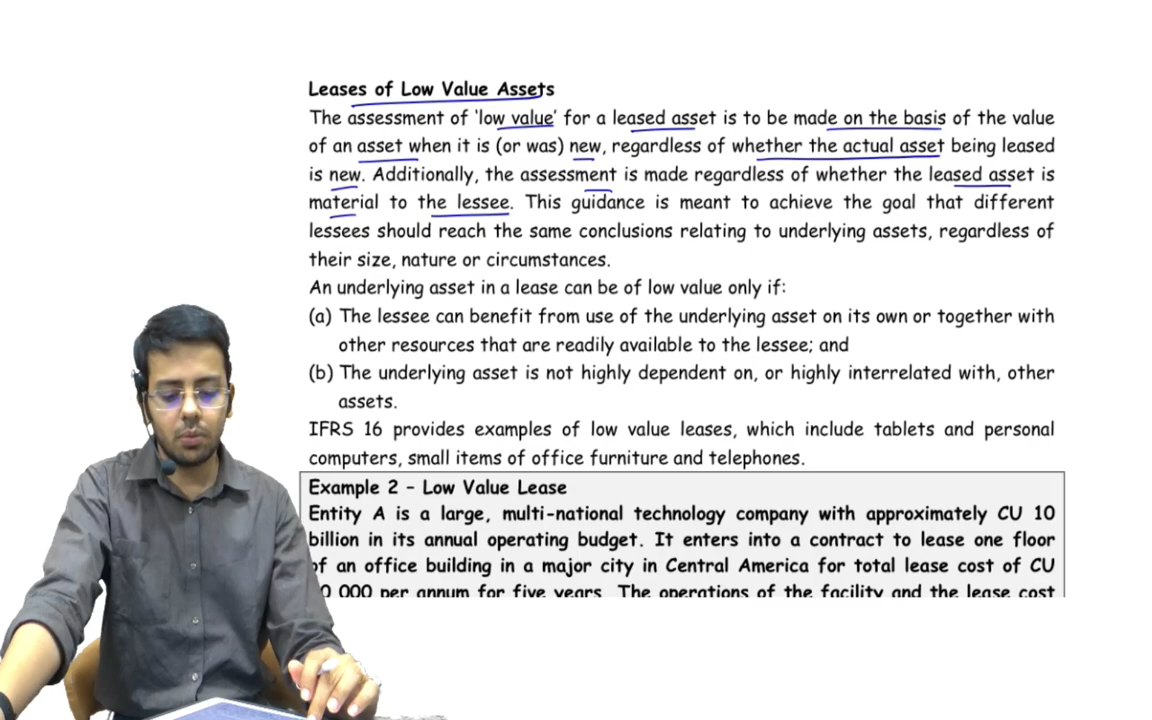 Leases of Low Value Assets
The assessment of 'low value' for a leased asset is to be made on the basis of the value
of an asset when it is (or was) new, regardless of whether the actual asset being leased
is new. Additionally, the assessment is made regardless of whether the leased asset is
material to the lessee. This guidance is meant to achieve the goal that different
lessees should reach the same conclusions relating to underlying assets, regardless of
their size, nature or circumstances.
An underlying asset in a lease can be of low value only if:
(a) The lessee can benefit from use of the underlying asset on its own or together with
other resources that are readily available to the lessee; and
(b) The underlying asset is not highly dependent on, or highly interrelated with, other
assets.
IFRS 16 provides examples of low value leases, which include tablets and personal
computers, small items of office furniture and telephones.
Example 2 – Low Value Lease
Entity A is a large, multi-national technology company with approximately CU 10
billion in its annual operating budget. It enters into a contract to lease one floor
of an office building in a major city in Central America for total lease cost of CU
000 per annum for five years. The operations of the facility and the lease cost